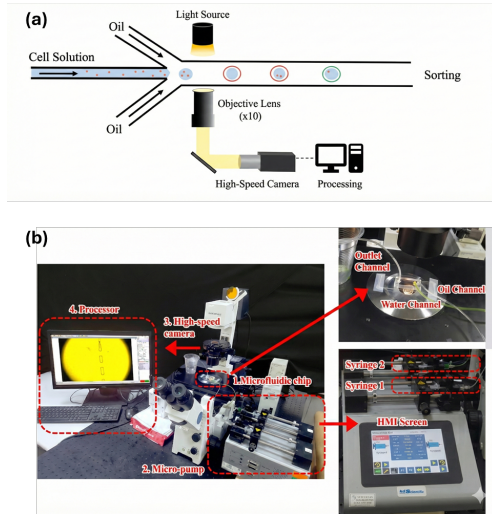 (a)
Oil
Light Source
Cell Solution
Sorting
Oil
Objective Lens
(x10)
High-Speed Camera
Processing
(b)
4. Processor
3. High-speed
camera
1.Microfluidic chip
2. Micro-pump
Outlet
Channel
Oil Channel
Water Channel
Syringe 2
Syringe 1
HMI Screen